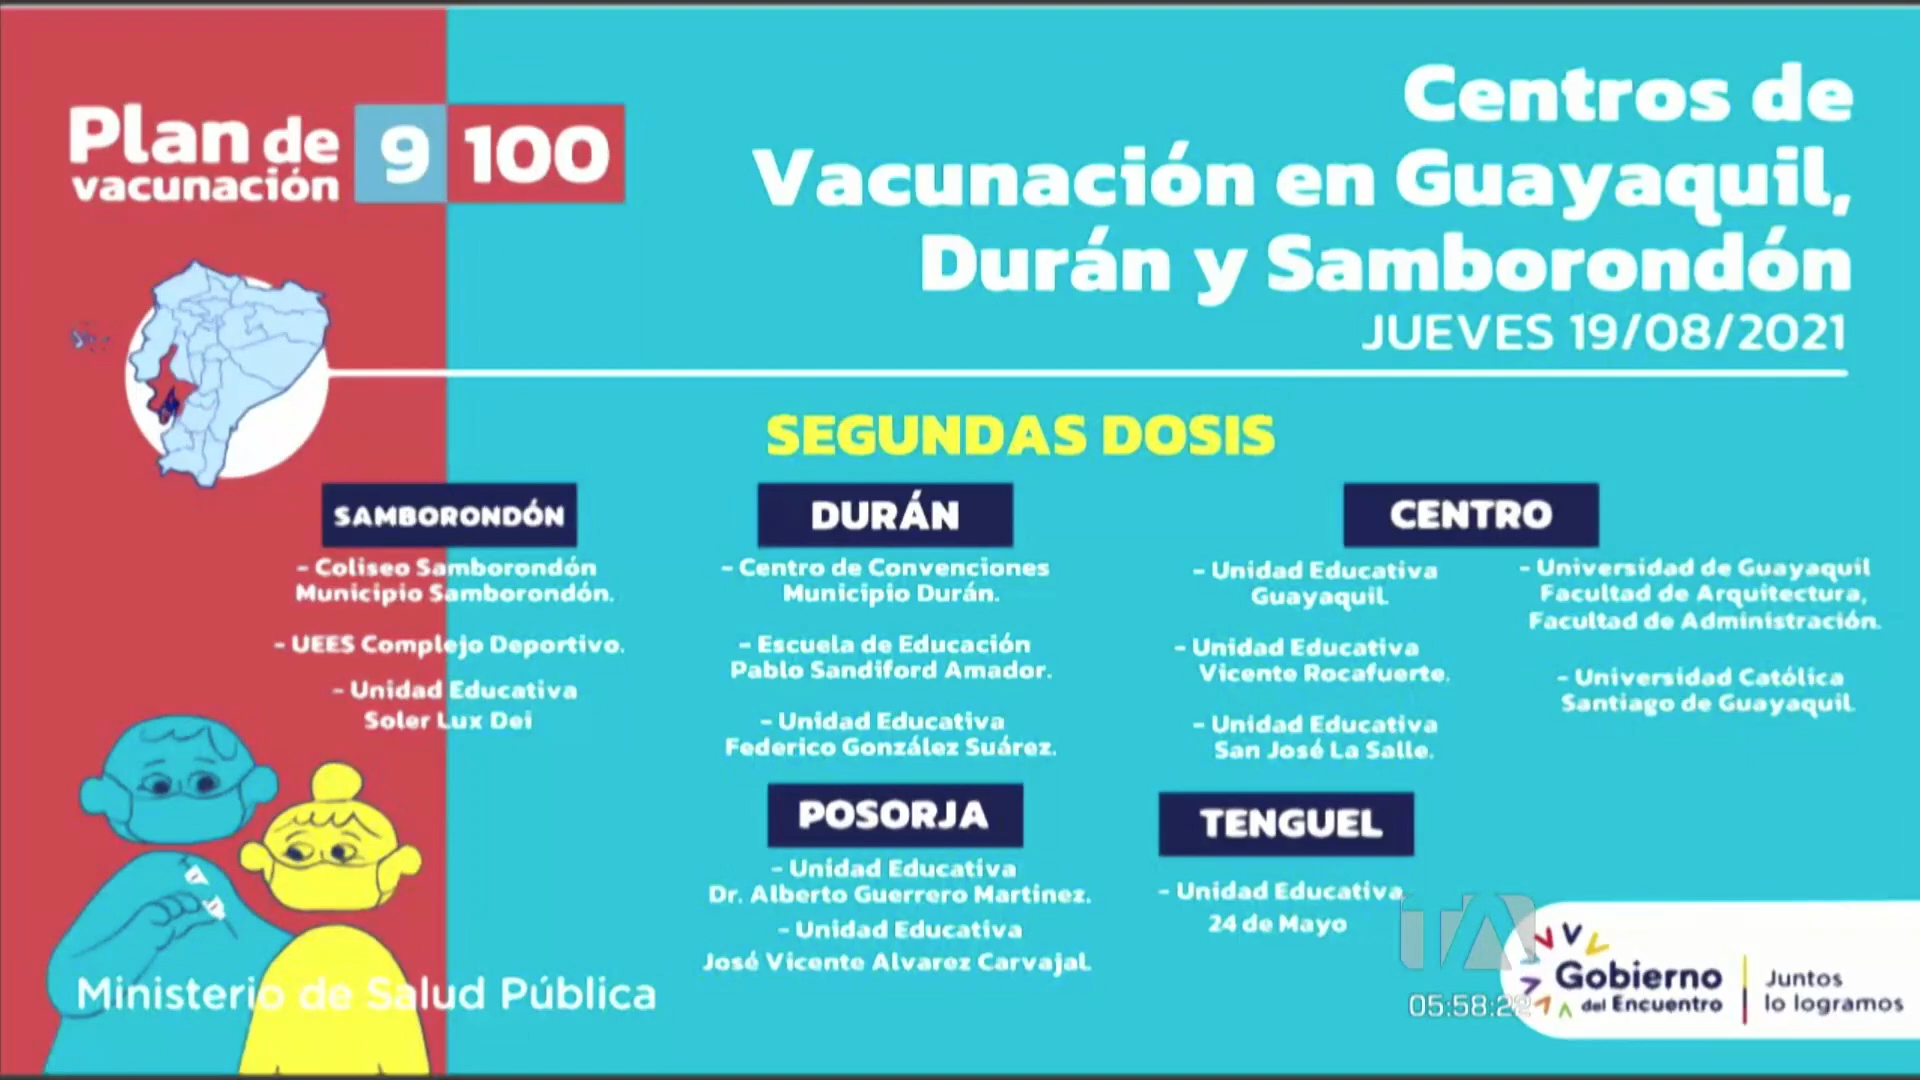 Plan de
vacunación
9 100
Centros de
Vacunación en Guayaquil,
Durán y Samborondón
JUEVES 19/08/2021
SEGUNDAS DOSIS
SAMBORONDÓN
- Coliseo Samborondón
Municipio Samborondón.
- UEES Complejo Deportivo.
- Unidad Educativa
Soler Lux Dei
DURÁN
- Centro de Convenciones
Municipio Durán.
- Escuela de Educación
Pablo Sandiford Amador.
- Unidad Educativa
Federico González Suárez.
CENTRO
- Unidad Educativa
Guayaquil.
- Unidad Educativa
Vicente Rocafuerte.
- Unidad Educativa
San José La Salle.
- Universidad de Guayaquil
Facultad de Arquitectura,
Facultad de Administración.
- Universidad Católica
Santiago de Guayaquil.
POSORJA
- Unidad Educativa
Dr. Alberto Guerrero Martinez.
- Unidad Educativa
José Vicente Alvarez Carvajal.
TENGUEL
- Unidad Educativa
24 de Mayo
Ministerio de Salud Pública
TA
05:58:22
Gobierno
del Encuentro
Juntos
lo logramos